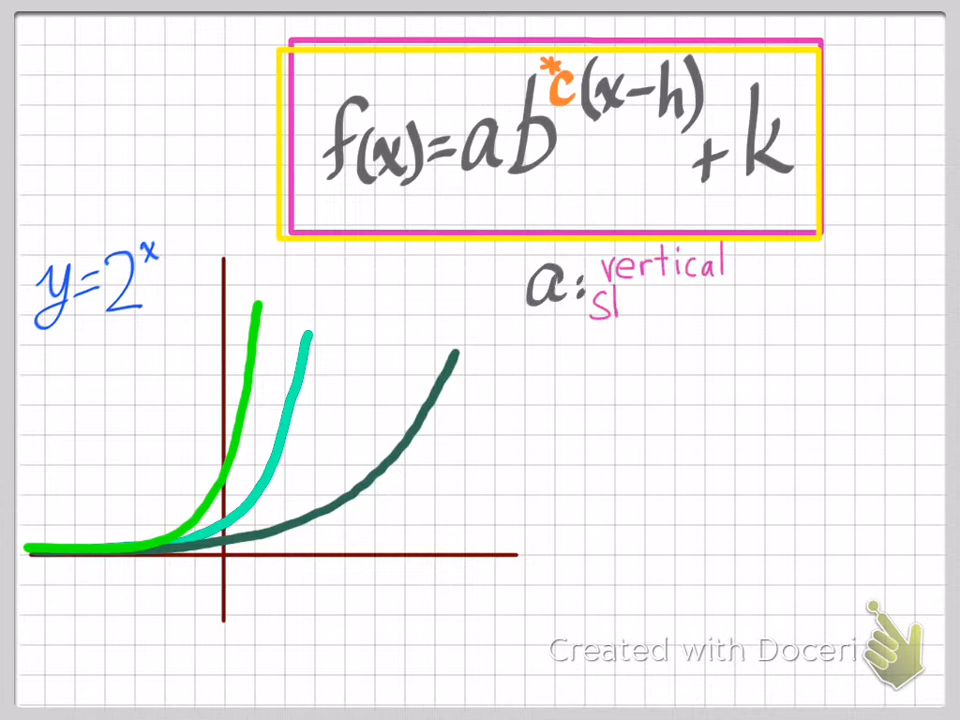 f(x)=ab^*c(x-h)+k
y=2^x
a: vertical
Sl
Created with Doceri